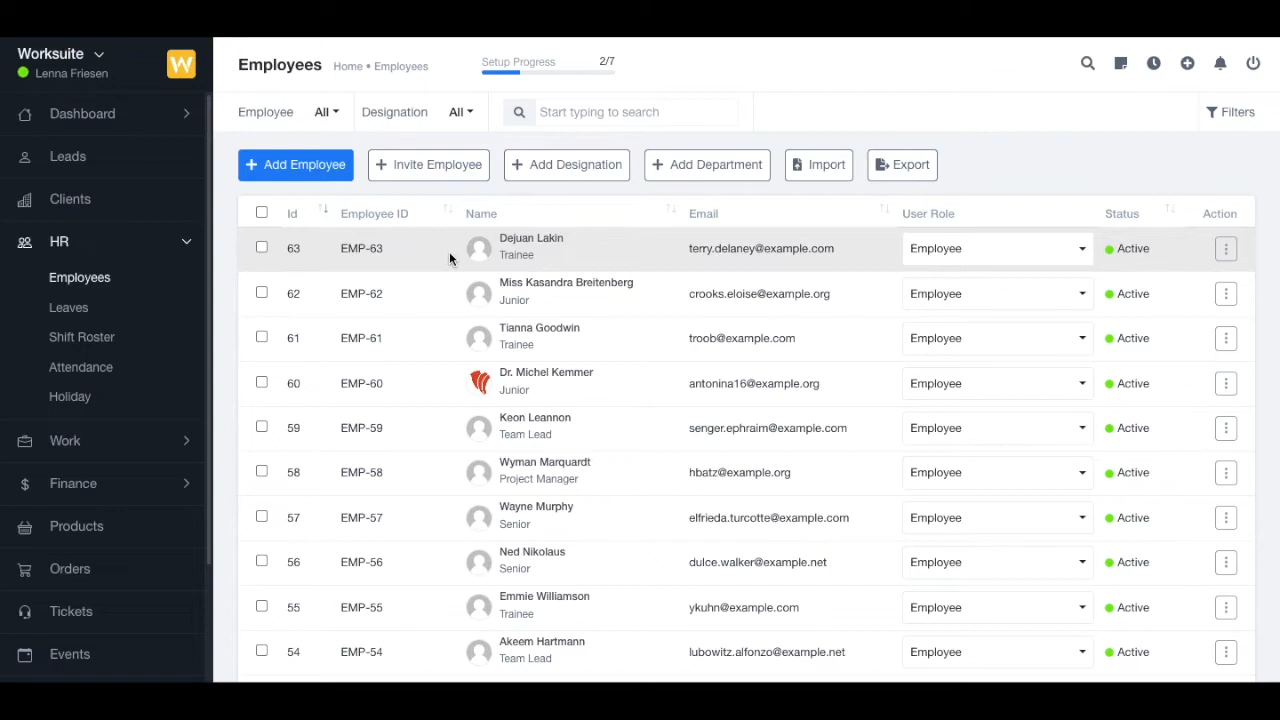 Worksuite
Lenna Friesen
W
Dashboard
Leads
Clients
HR
Employees
Leaves
Shift Roster
Attendance
Holiday
Work
Finance
Products
Orders
Tickets
Events
Employees Home • Employees Setup Progress 2/7
Employee All Designation All Start typing to search Filters
+ Add Employee + Invite Employee + Add Designation + Add Department Import Export
Id Employee ID Name Email User Role Status Action
63 EMP-63 Dejuan Lakin terry.delaney@example.com Employee Active
Trainee
62 EMP-62 Miss Kasandra Breitenberg crooks.eloise@example.org Employee Active
Junior
61 EMP-61 Tianna Goodwin troob@example.com Employee Active
Trainee
60 EMP-60 Dr. Michel Kemmer antonina16@example.org Employee Active
Junior
59 EMP-59 Keon Leannon senger.ephraim@example.com Employee Active
Team Lead
58 EMP-58 Wyman Marquardt hbatz@example.org Employee Active
Project Manager
57 EMP-57 Wayne Murphy elfrieda.turcotte@example.com Employee Active
Senior
56 EMP-56 Ned Nikolaus dulce.walker@example.net Employee Active
Senior
55 EMP-55 Emmie Williamson ykuhn@example.com Employee Active
Trainee
54 EMP-54 Akeem Hartmann lubowitz.alfonzo@example.net Employee Active
Team Lead